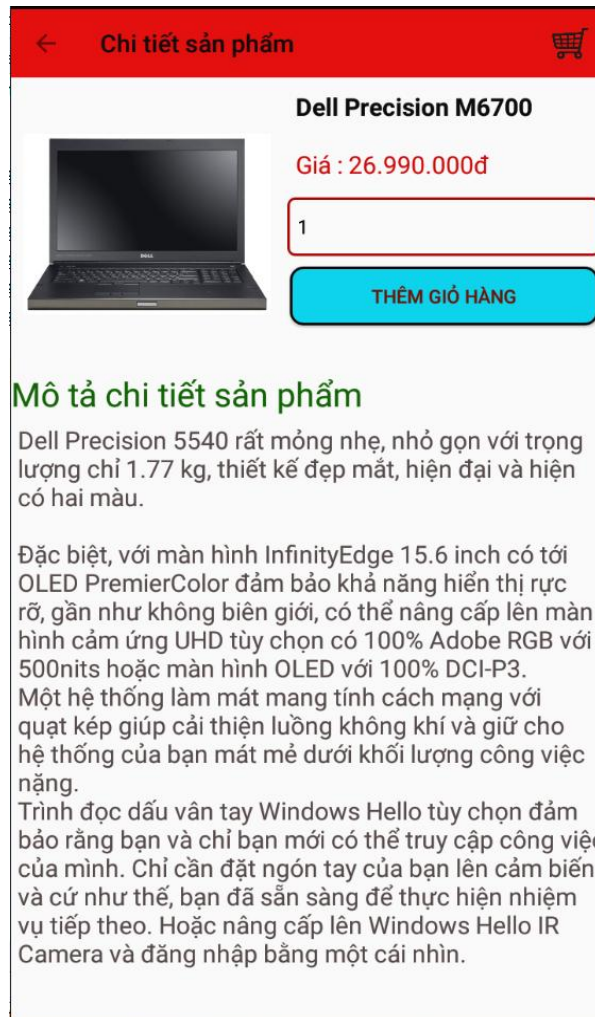 Chi tiết sản phẩm
Dell Precision M6700
Giá : 26.990.000đ
1
THÊM GIỎ HÀNG
DELL
Mô tả chi tiết sản phẩm
Dell Precision 5540 rất mỏng nhẹ, nhỏ gọn với trọng
lượng chỉ 1.77 kg, thiết kế đẹp mắt, hiện đại và hiện
có hai màu.
Đặc biệt, với màn hình InfinityEdge 15.6 inch có tới
OLED PremierColor đảm bảo khả năng hiển thị rực
rỡ, gần như không biên giới, có thể nâng cấp lên màn
hình cảm ứng UHD tùy chọn có 100% Adobe RGB với
500nits hoặc màn hình OLED với 100% DCI-P3.
Một hệ thống làm mát mang tính cách mạng với
quạt kép giúp cải thiện luồng không khí và giữ cho
hệ thống của bạn mát mẻ dưới khối lượng công việc
nặng.
Trình đọc dấu vân tay Windows Hello tùy chọn đảm
bảo rằng bạn và chỉ bạn mới có thể truy cập công việc
của mình. Chỉ cần đặt ngón tay của bạn lên cảm biến
và cứ như thế, bạn đã sẵn sàng để thực hiện nhiệm
vụ tiếp theo. Hoặc nâng cấp lên Windows Hello IR
Camera và đăng nhập bằng một cái nhìn.